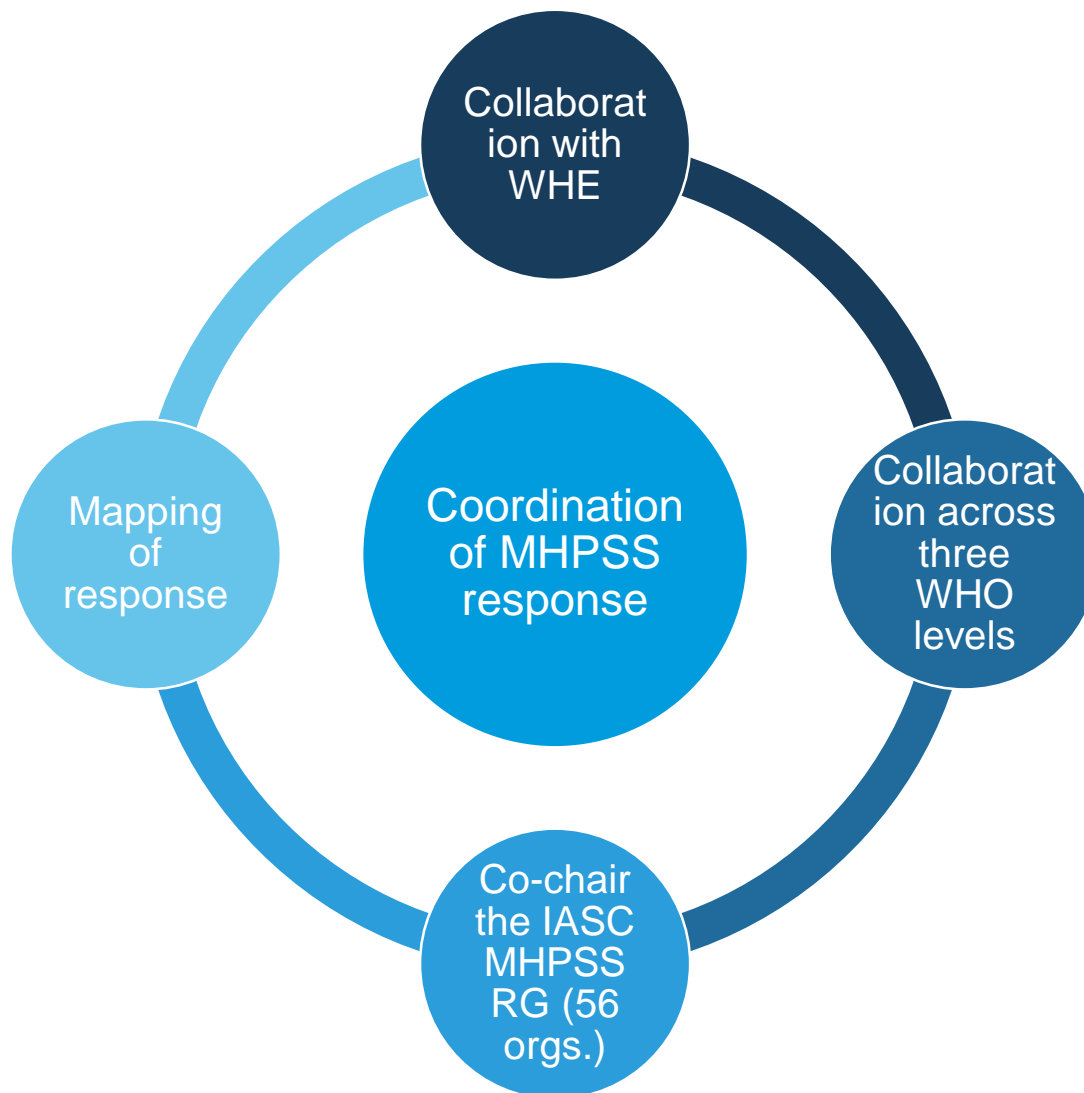 Collaborat
ion with
WHE
Mapping
of
response
Coordination
of MHPSS
response
Collaborat
ion across
three
WHO
levels
Co-chair
the IASC
MHPSS
RG (56
orgs.)